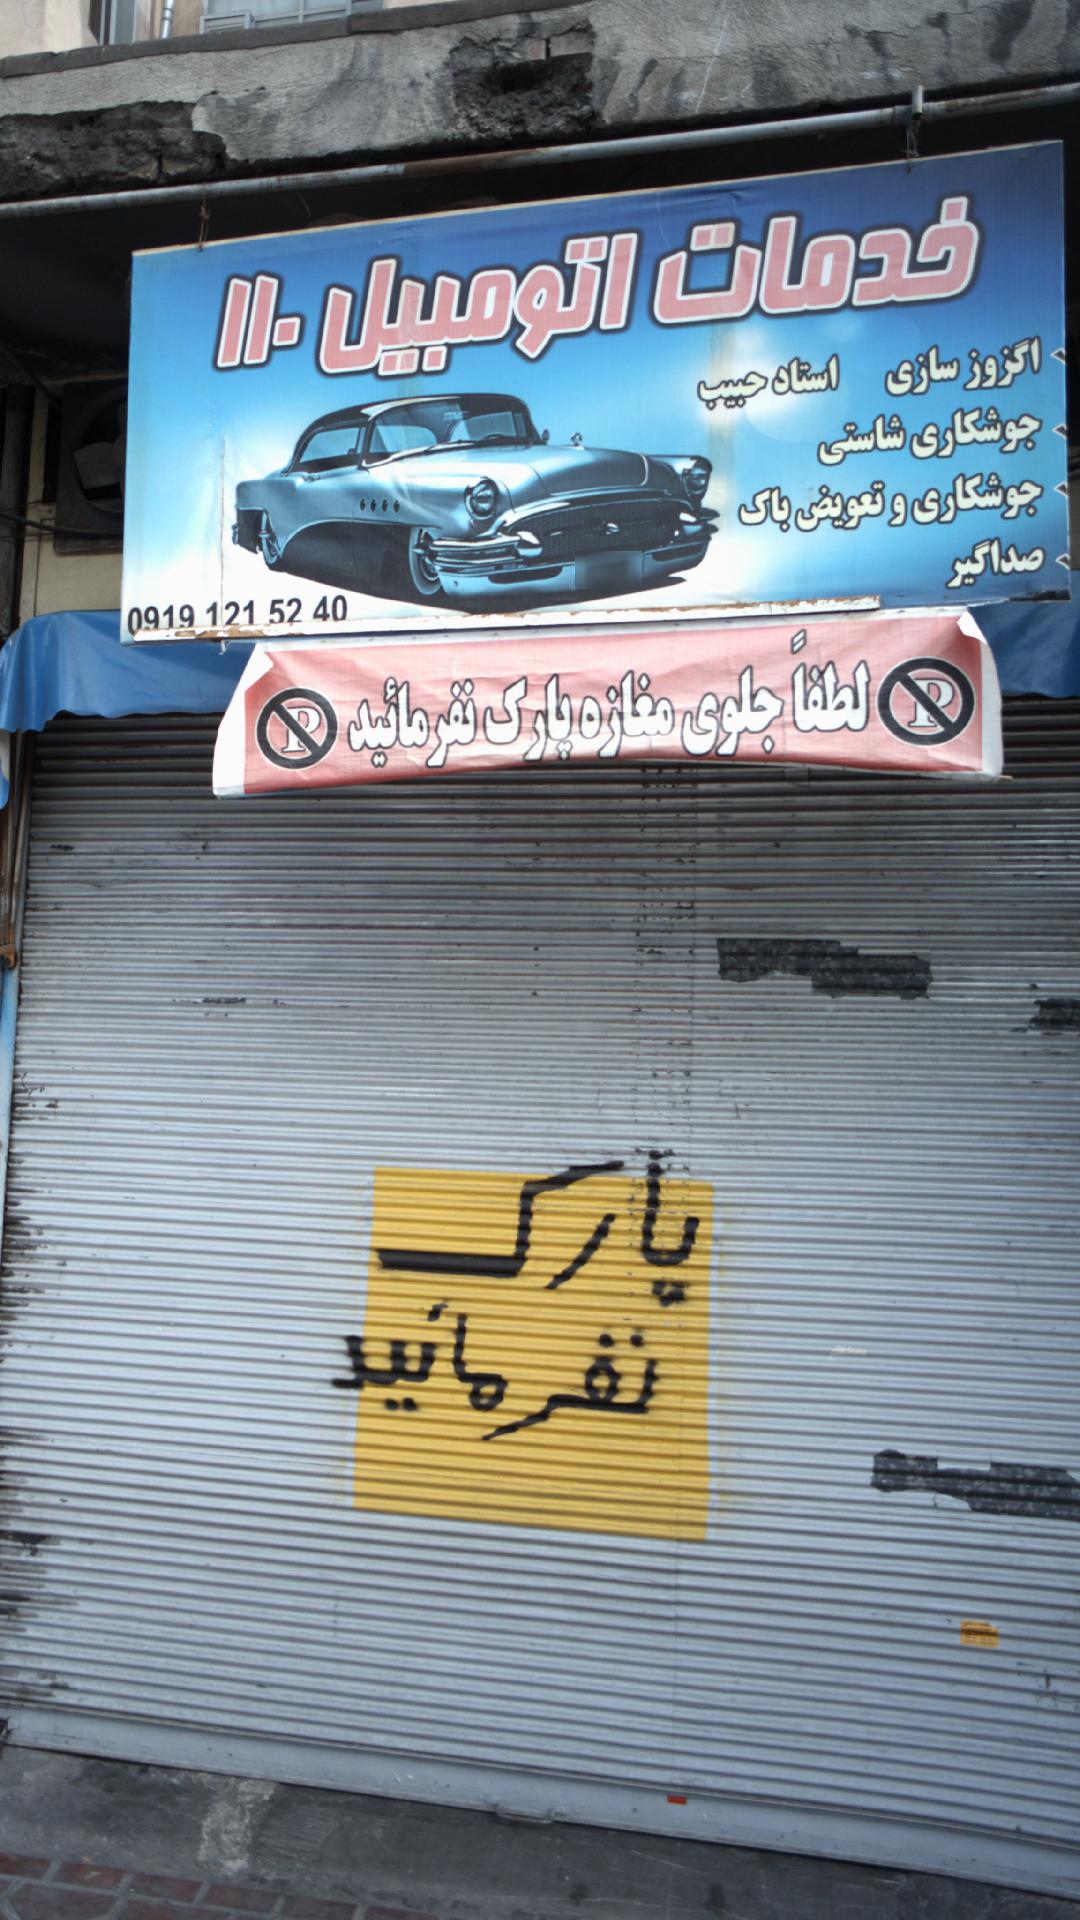 خدمات اتومبیل ۱۱۰
اگزوز سازی استاد حبیب
جوشکاری شاستی
جوشکاری و تعویض باک
صداگیر
0919 121 52 40
لطفاً جلوی مغازه پارک نفرمائید
پارک
نفرمائید